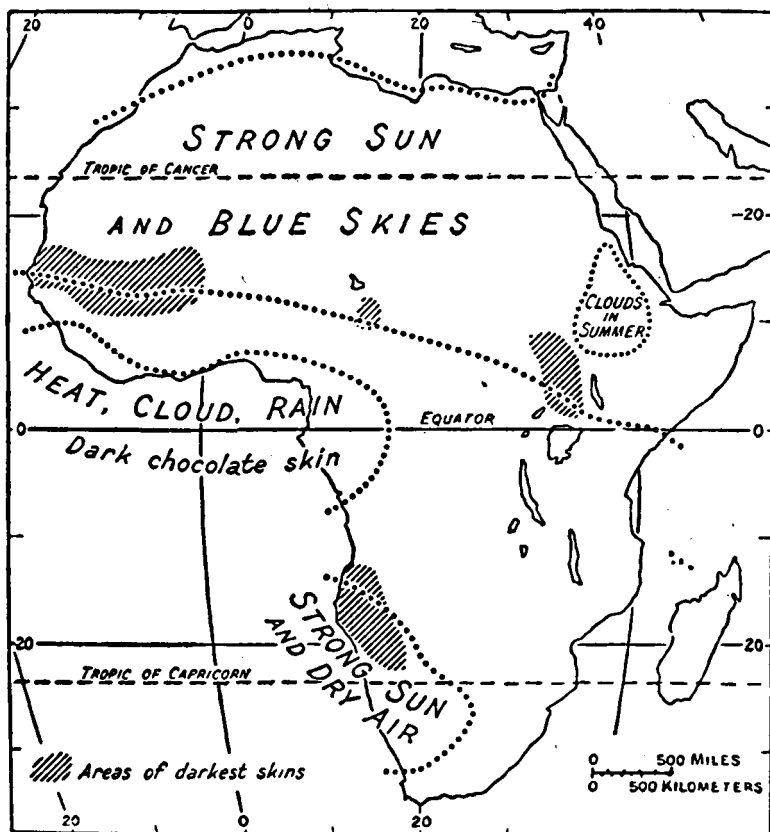 20 0 20 40
STRONG SUN
TROPIC OF CANCER
AND BLUE SKIES
-20-
CLOUDS
IN
SUMMER
HEAT, CLOUD, RAIN
EQUATOR
0 0
Dark chocolate skin
STRONG SUN
AND DRY AIR
20 20
TROPIC OF CAPRICORN
Areas of darkest skins
0 500 MILES
0 500 KILOMETERS
20 0 20 40